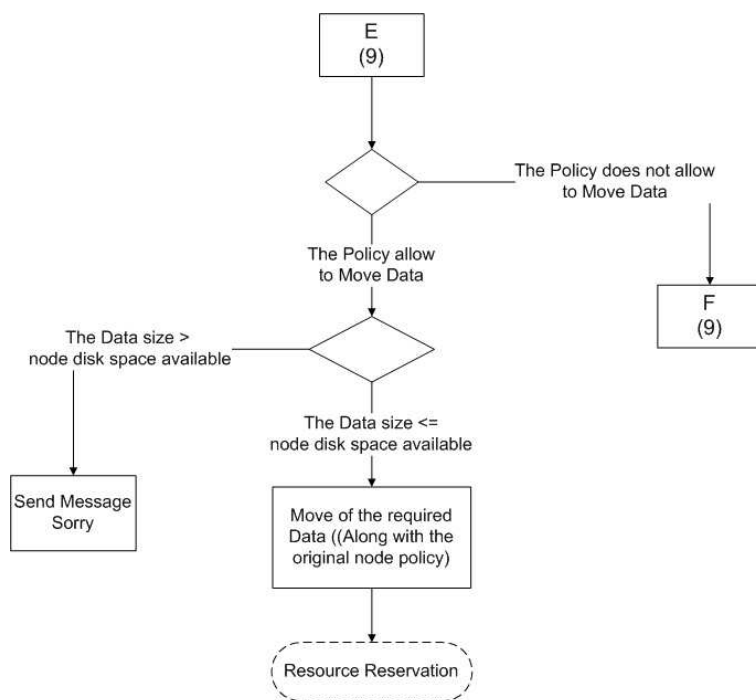 E
(9)
The Policy does not allow
to Move Data
The Policy allow
to Move Data
F
(9)
The Data size >
node disk space available
The Data size <=
node disk space available
Send Message
Sorry
Move of the required
Data ((Along with the
original node policy)
Resource Reservation